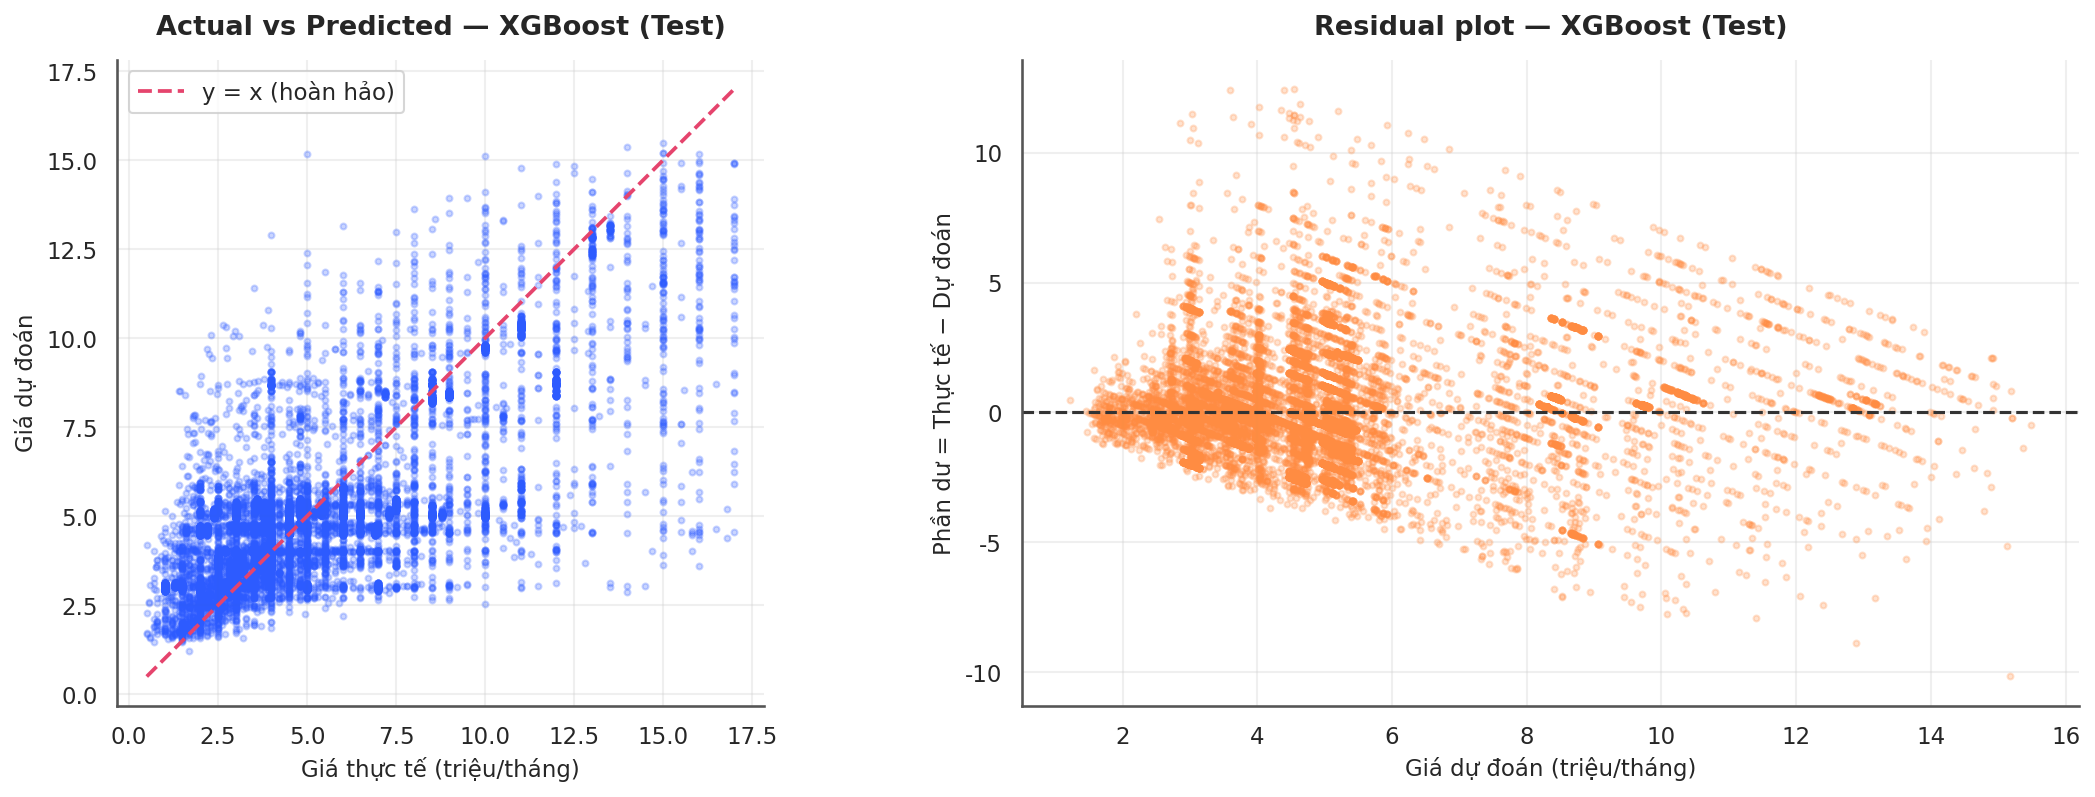 Actual vs Predicted — XGBoost (Test)
17.5
15.0
12.5
10.0
7.5
5.0
2.5
0.0
Giá dự đoán
y = x (hoàn hảo)
0.0 2.5 5.0 7.5 10.0 12.5 15.0 17.5
Giá thực tế (triệu/tháng)
Residual plot — XGBoost (Test)
10
5
0
-5
-10
Phần dư = Thực tế − Dự đoán
2 4 6 8 10 12 14 16
Giá dự đoán (triệu/tháng)